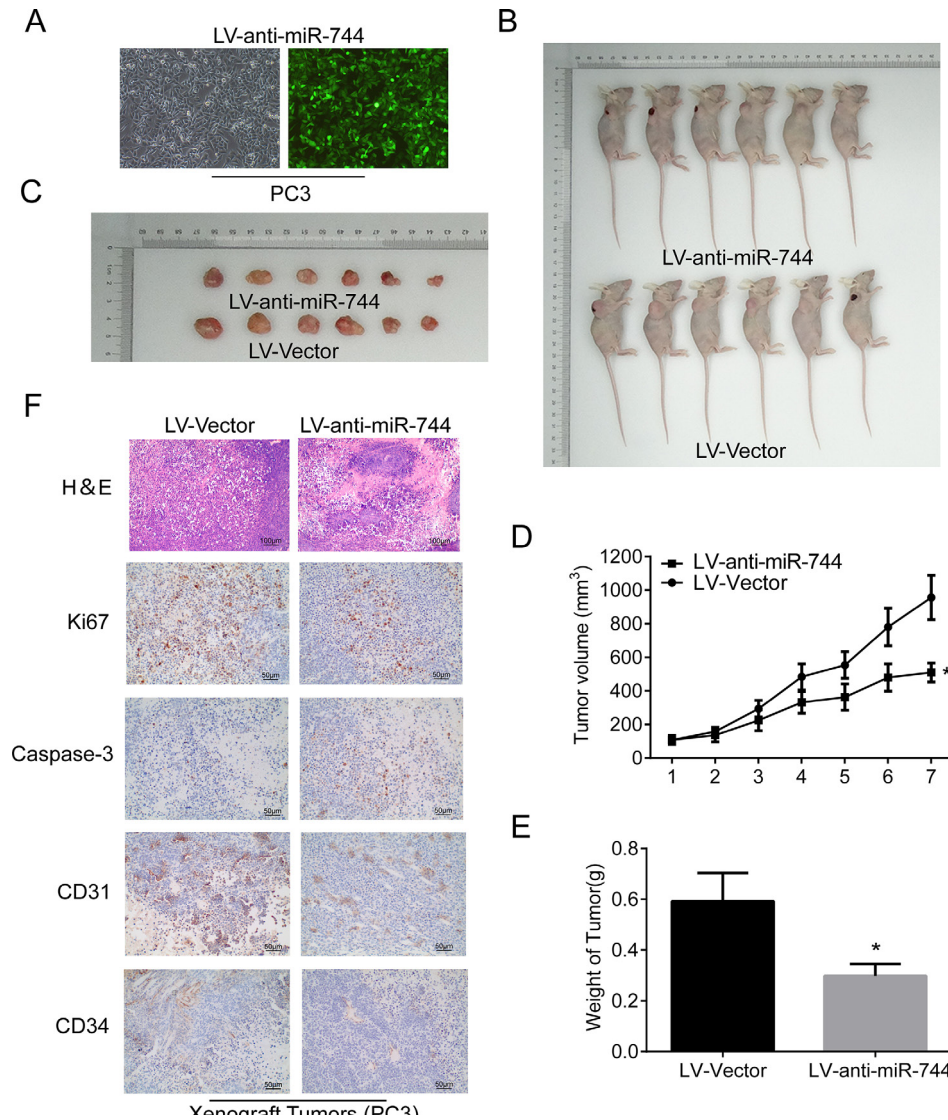 A
LV-anti-miR-744
PC3
B
LV-anti-miR-744
LV-Vector
C
LV-anti-miR-744
LV-Vector
F
LV-Vector
LV-anti-miR-744
H&E
100μm
100μm
Ki67
50μm
50μm
Caspase-3
50μm
50μm
CD31
50μm
50μm
CD34
50μm
50μm
Xenograft Tumors (PC3)
D
Tumor volume (mm³)
1200
1000
800
600
400
200
0
LV-anti-miR-744
LV-Vector
*
1 2 3 4 5 6 7
E
Weight of Tumor(g)
0.8
0.6
0.4
0.2
0.0
*
LV-Vector
LV-anti-miR-744